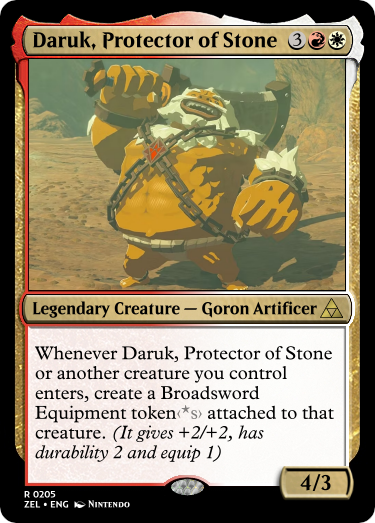 Daruk, Protector of Stone 3
Legendary Creature — Goron Artificer
Whenever Daruk, Protector of Stone
or another creature you control
enters, create a Broadsword
Equipment token‹*s› attached to that
creature. (It gives +2/+2, has
durability 2 and equip 1)
4/3
R 0205
ZEL • ENG Nintendo